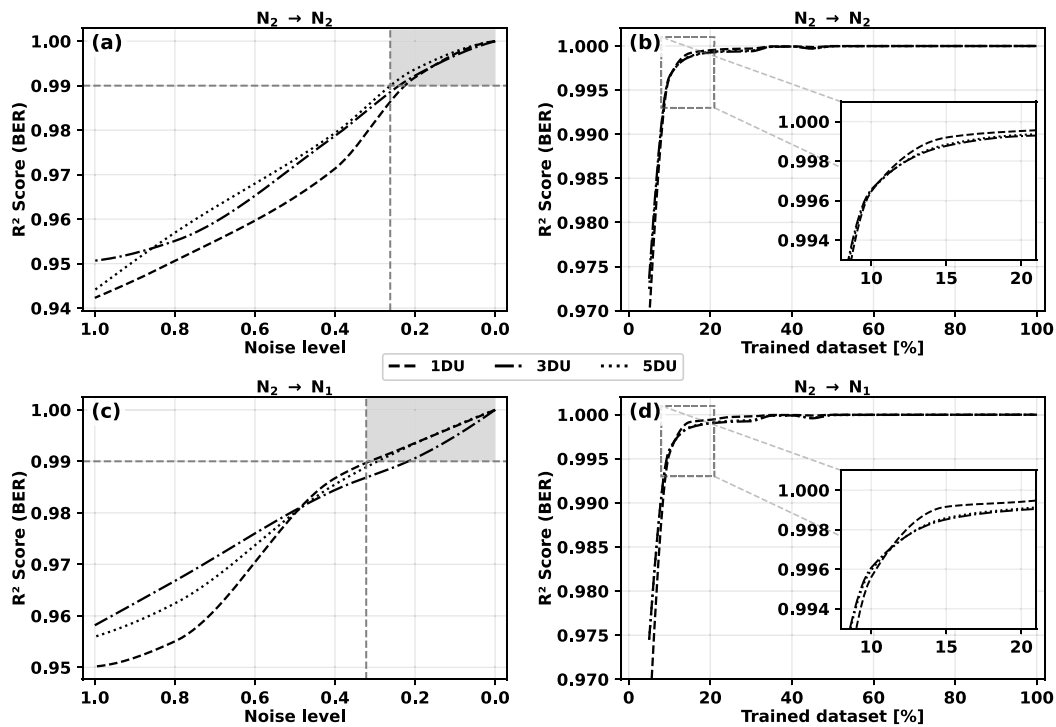 N₂ → N₂
(a)
R² Score (BER)
1.00
0.99
0.98
0.97
0.96
0.95
0.94
1.0 0.8 0.6 0.4 0.2 0.0
Noise level
N₂ → N₂
(b)
R² Score (BER)
1.000
0.995
0.990
0.985
0.980
0.975
0.970
1.000
0.998
0.996
0.994
10 15 20
0 20 40 60 80 100
Trained dataset [%]
1DU 3DU 5DU
N₂ → N₁
(c)
R² Score (BER)
1.00
0.99
0.98
0.97
0.96
0.95
1.0 0.8 0.6 0.4 0.2 0.0
Noise level
N₂ → N₁
(d)
R² Score (BER)
1.000
0.995
0.990
0.985
0.980
0.975
0.970
1.000
0.998
0.996
0.994
10 15 20
0 20 40 60 80 100
Trained dataset [%]